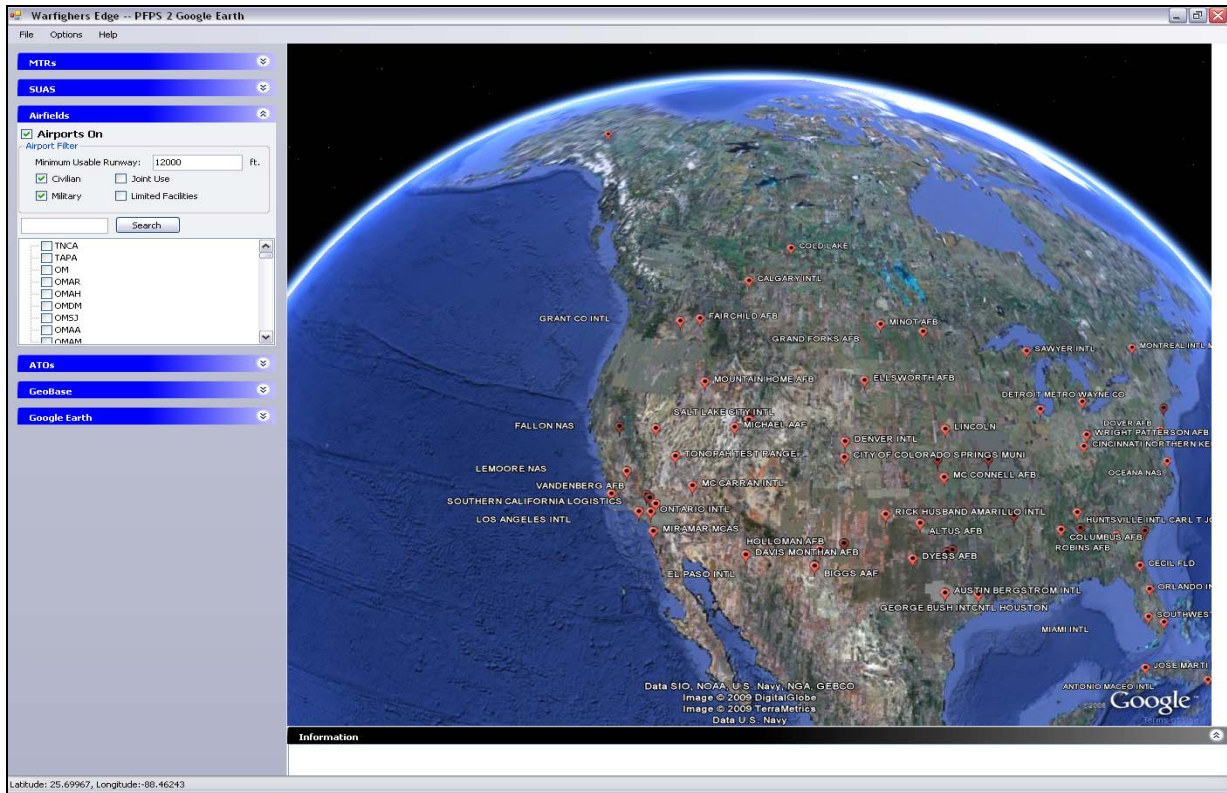 Warfighers Edge -- PFPS 2 Google Earth
File Options Help
MTRs
SUAS
Airfields
Airports On
Airport Filter
Minimum Usable Runway: 12000 ft.
Civilian Joint Use
Military Limited Facilities
Search
TNCA
TAPA
OM
OMAR
OMAH
OMDM
OMSJ
OMAA
OMAM
ATOs
GeoBase
Google Earth
COLD LAKE
CALGARY INTL
GRANT CO INTL
FAIRCHILD AFB
MINOT AFB
GRAND FORKS AFB
SAWYER INTL
MONTREAL INTL M
MOUNTAIN HOME AFB
ELLSWORTH AFB
DETROIT METRO WAYNE CO
SALT LAKE CITY INTL
FALLON NAS
MICHAEL AAF
LINCOLN
DOVER AFB
WRIGHT PATTERSON AFB
DENVER INTL
CINCINNATI NORTHERN KE
TONOPAH TEST RANGE
CITY OF COLORADO SPRINGS MUNI
LEMOORE NAS
OCEANA NAS
MC CONNELL AFB
VANDENBERG AFB
MC CARRAN INTL
SOUTHERN CALIFORNIA LOGISTICS
ONTARIO INTL
RICK HUSBAND AMARILLO INTL
LOS ANGELES INTL
HUNTSVILLE INTL CARL T JO
MIRAMAR MCAS
ALTUS AFB
COLUMBUS AFB
HOLLOMAN AFB
ROBINS AFB
DAVIS MONTHAN AFB
DYESS AFB
CECIL FLD
EL PASO INTL
BIGGS AAF
AUSTIN BERGSTROM INTL
ORLANDO IN
GEORGE BUSH INTCNTL HOUSTON
SOUTHWES
MIAMI INTL
JOSE MARTI
ANTONIO MACEO INTL
Data SIO, NOAA, U.S. Navy, NGA, GEBCO
Image © 2009 DigitalGlobe
Image © 2009 TerraMetrics
Data U.S. Navy
Google
Terms of Use
Information
Latitude: 25.69967, Longitude:-88.46243